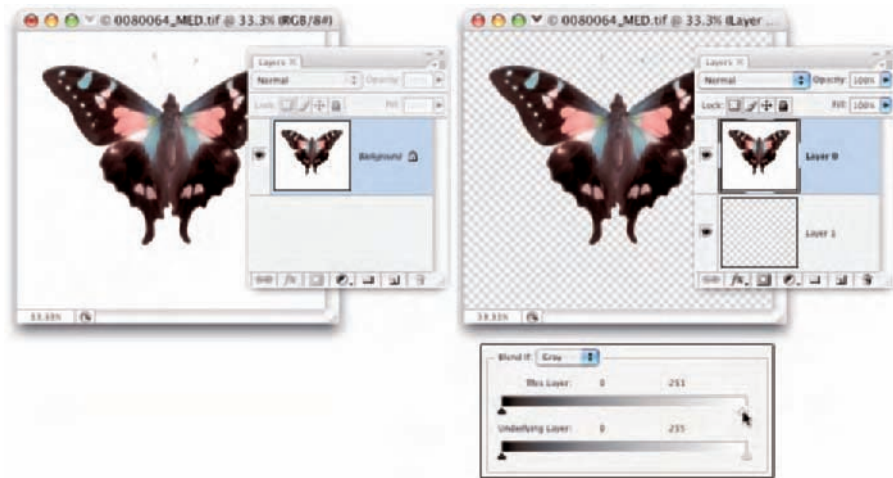 © 0080064_MED.tif @ 33.3% (RGB/8#)
Layers
Normal
Opacity:
Lock:
Fill:
Background
33.33%
© 0080064_MED.tif @ 33.3% (Layer ...
Layers
Normal
Opacity: 100%
Lock:
Fill: 100%
Layer 0
Layer 1
fx
33.33%
Blend If: Gray
This Layer: 0 251
Underlying Layer: 0 255